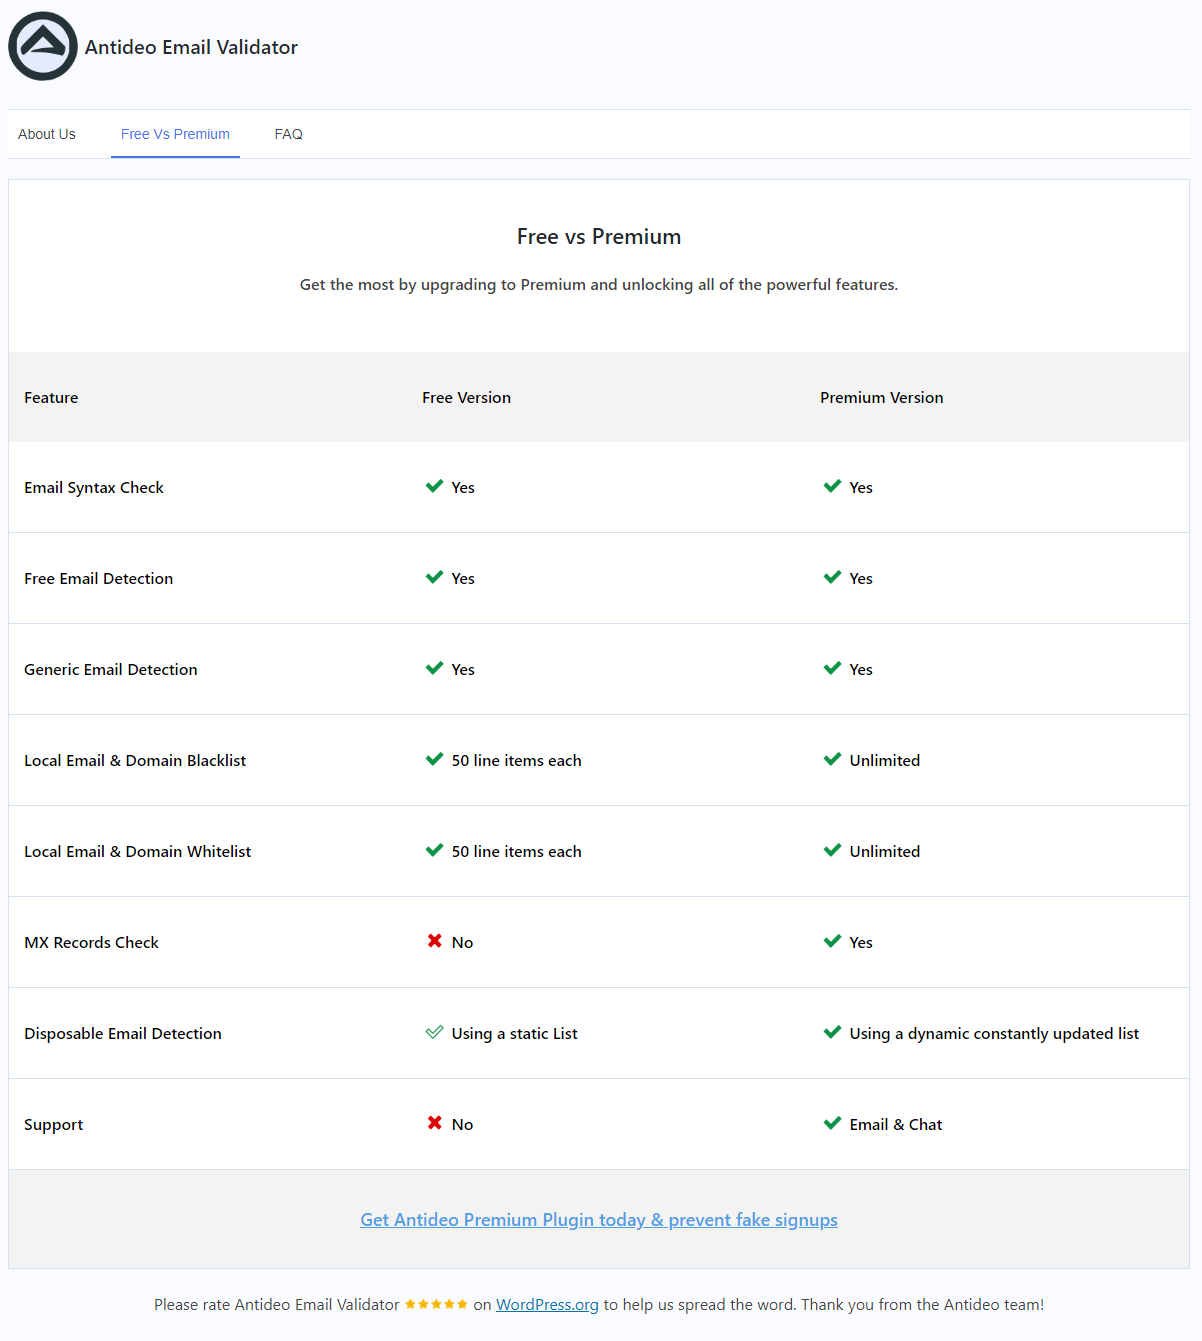 Antideo Email Validator
About Us Free Vs Premium FAQ
Free vs Premium
Get the most by upgrading to Premium and unlocking all of the powerful features.
Feature Free Version Premium Version
Email Syntax Check Yes Yes
Free Email Detection Yes Yes
Generic Email Detection Yes Yes
Local Email & Domain Blacklist 50 line items each Unlimited
Local Email & Domain Whitelist 50 line items each Unlimited
MX Records Check No Yes
Disposable Email Detection Using a static List Using a dynamic constantly updated list
Support No Email & Chat
Get Antideo Premium Plugin today & prevent fake signups
Please rate Antideo Email Validator ★★★★★ on WordPress.org to help us spread the word. Thank you from the Antideo team!